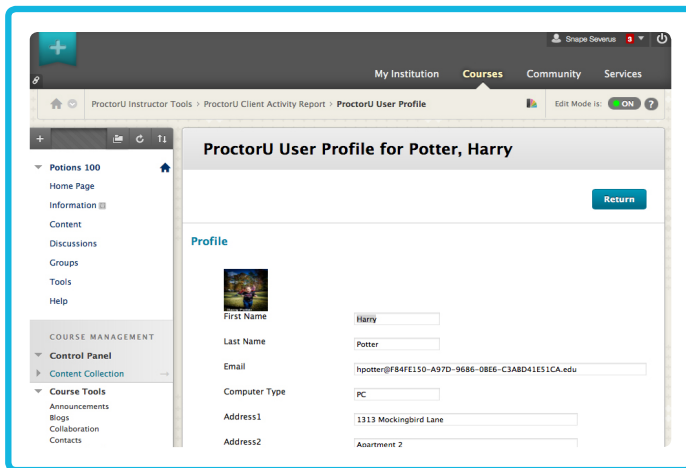 Snape Severus 3
My Institution Courses Community Services
ProctorU Instructor Tools > ProctorU Client Activity Report > ProctorU User Profile
Edit Mode is: ON ?
Potions 100
Home Page
Information
Content
Discussions
Groups
Tools
Help
COURSE MANAGEMENT
Control Panel
Content Collection
Course Tools
Announcements
Blogs
Collaboration
Contacts
ProctorU User Profile for Potter, Harry
Return
Profile
First Name Harry
Last Name Potter
Email hpotter@F84FE150-A97D-9686-0BE6-C3ABD41E51CA.edu
Computer Type PC
Address1 1313 Mockingbird Lane
Address2 Apartment 2